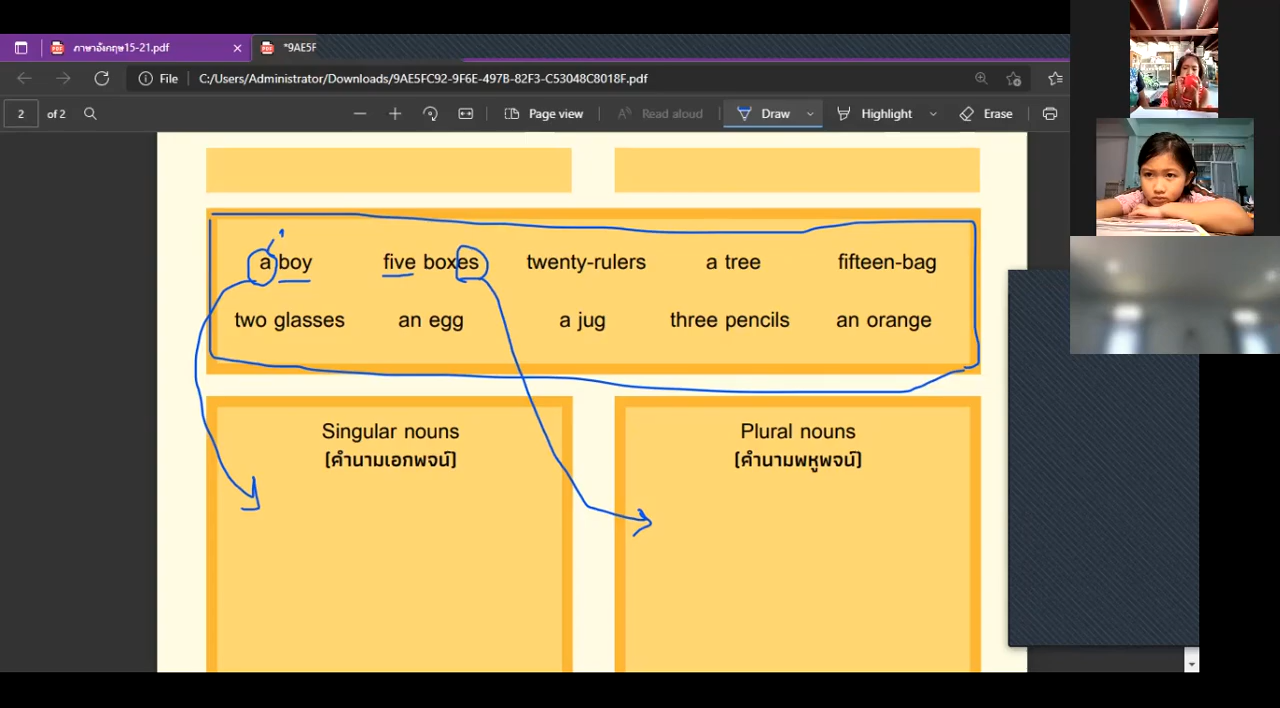 ภาษาอังกฤษ15-21.pdf
*9AE5F
File C:/Users/Administrator/Downloads/9AE5FC92-9F6E-497B-82F3-C53048C8018F.pdf
2 of 2 Page view Read aloud Draw Highlight Erase
a boy five boxes twenty-rulers a tree fifteen-bag
two glasses an egg a jug three pencils an orange
Singular nouns
(คำนามเอกพจน์)
Plural nouns
(คำนามพหูพจน์)